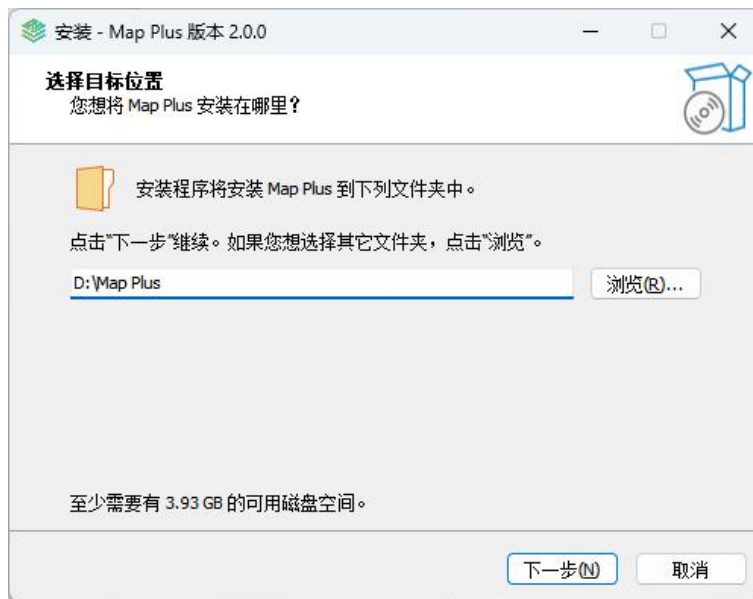 安装 - Map Plus 版本 2.0.0
选择目标位置
您想将 Map Plus 安装在哪里？
安装程序将安装 Map Plus 到下列文件夹中。
点击“下一步”继续。如果您想选择其它文件夹，点击“浏览”。
D:\Map Plus
浏览(R)...
至少需要有 3.93 GB 的可用磁盘空间。
下一步(N)
取消